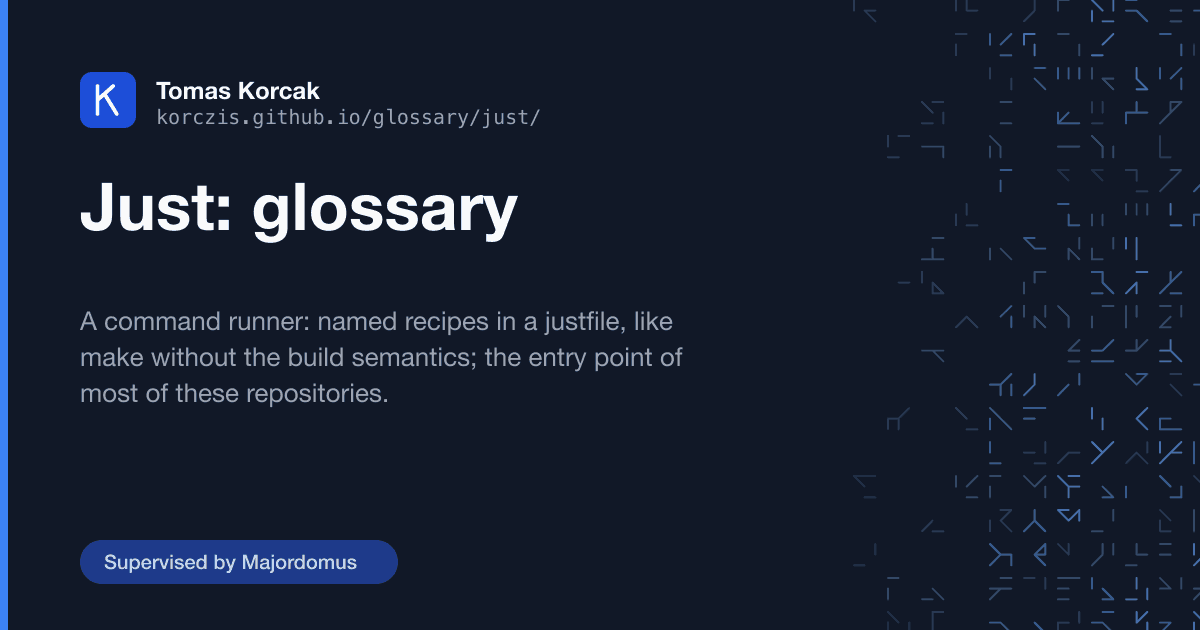 K
Tomas Korcak
korczis.github.io/glossary/just/
Just: glossary
A command runner: named recipes in a justfile, like
make without the build semantics; the entry point of
most of these repositories.
Supervised by Majordomus